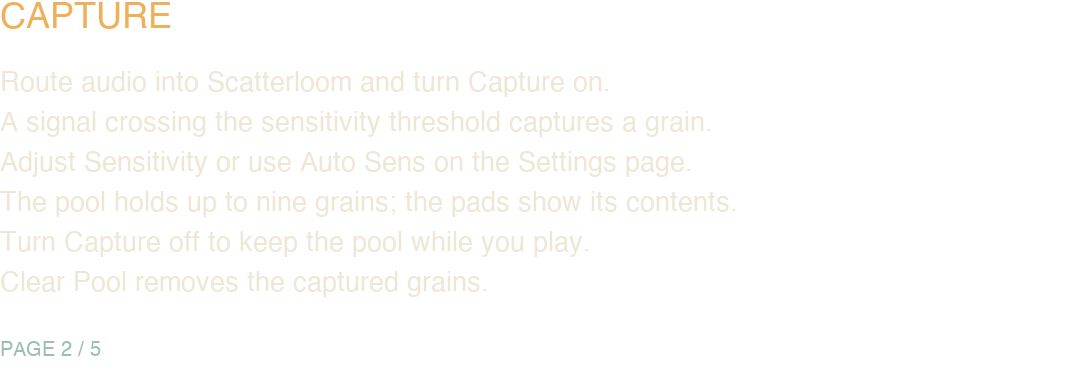 CAPTURE
Route audio into Scatterloom and turn Capture on.
A signal crossing the sensitivity threshold captures a grain.
Adjust Sensitivity or use Auto Sens on the Settings page.
The pool holds up to nine grains; the pads show its contents.
Turn Capture off to keep the pool while you play.
Clear Pool removes the captured grains.
PAGE 2 / 5